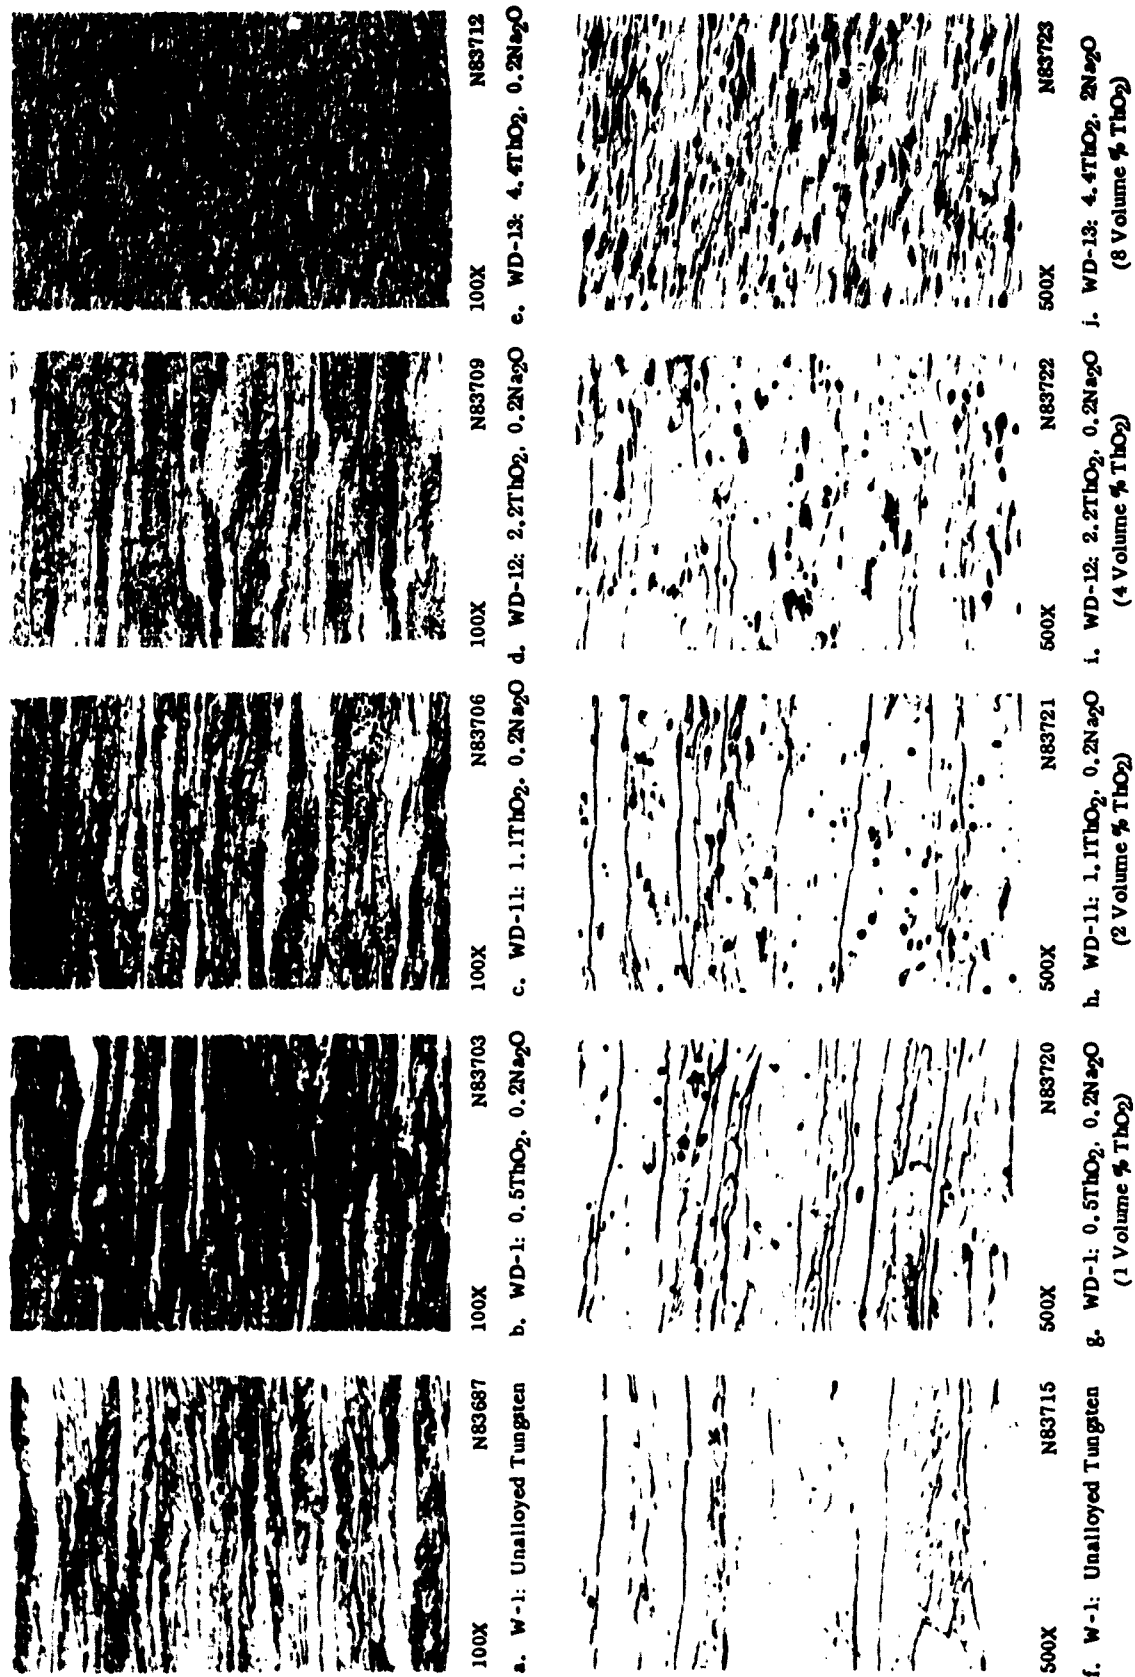 100X N83687
a. W-1: Unalloyed Tungsten
100X N83703
b. WD-1: 0.5ThO₂, 0.2Na₂O
100X N83706
c. WD-11: 1.1ThO₂, 0.2Na₂O
100X N83709
d. WD-12: 2.2ThO₂, 0.2Na₂O
100X N83712
e. WD-13: 4.4ThO₂, 0.2Na₂O
500X N83715
f. W-1: Unalloyed Tungsten
500X N83720
g. WD-1: 0.5ThO₂, 0.2Na₂O
(1 Volume % ThO₂)
500X N83721
h. WD-11: 1.1ThO₂, 0.2Na₂O
(2 Volume % ThO₂)
500X N83722
i. WD-12: 2.2ThO₂, 0.2Na₂O
(4 Volume % ThO₂)
500X N83723
j. WD-13: 4.4ThO₂, 2Na₂O
(8 Volume % ThO₂)